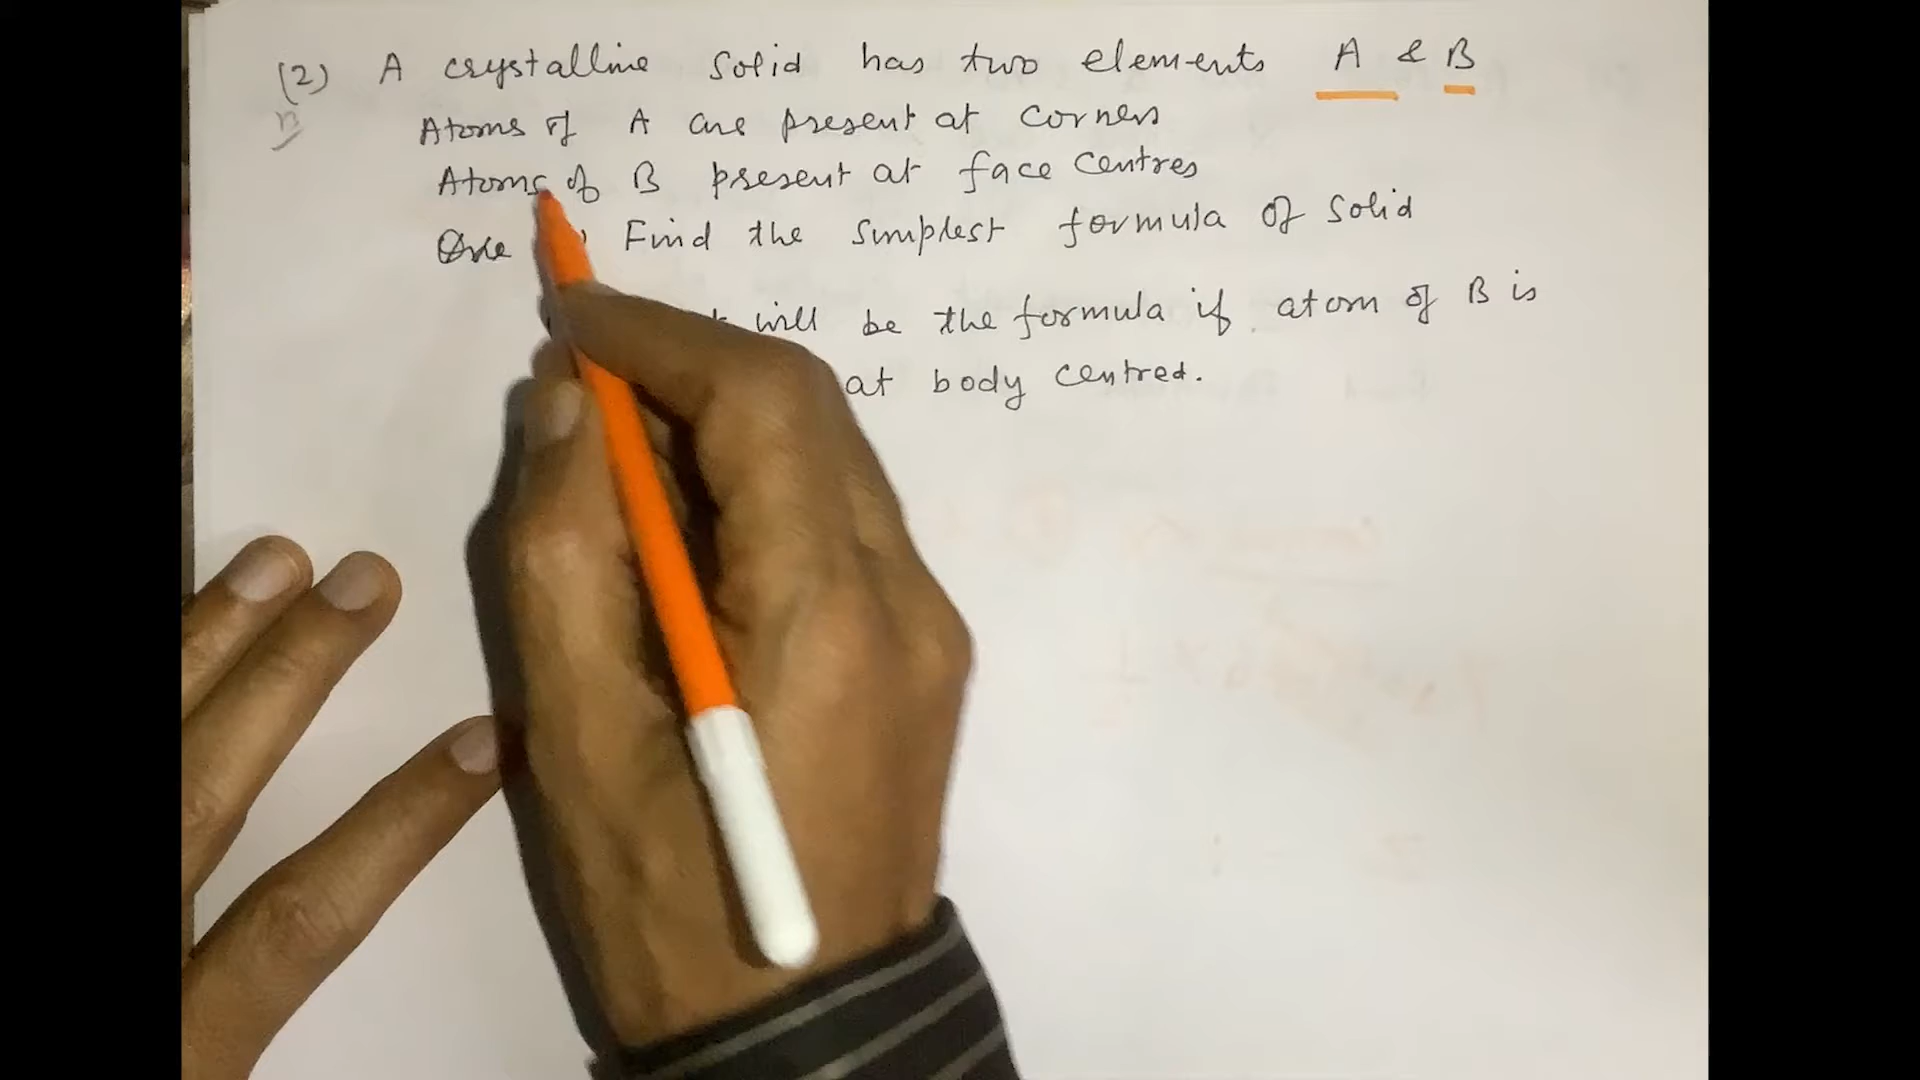 (2) A crystalline solid has two elements A & B
Atoms of A are present at corners
Atoms of B present at face centres
Find the simplest formula of solid
will be the formula if atom of B is
at body centred.